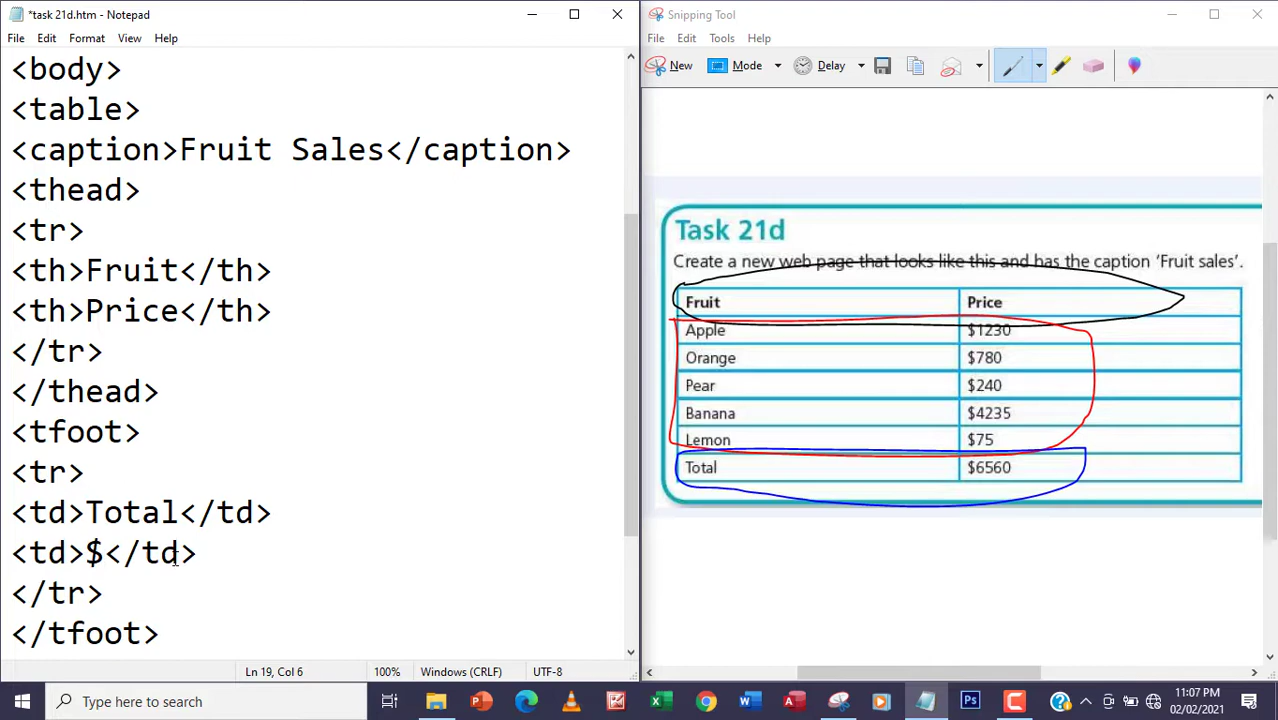 *task 21d.htm - Notepad
File Edit Format View Help
<body>
<table>
<caption>Fruit Sales</caption>
<thead>
<tr>
<th>Fruit</th>
<th>Price</th>
</tr>
</thead>
<tfoot>
<tr>
<td>Total</td>
<td>$</td>
</tr>
</tfoot>
Ln 19, Col 6 100% Windows (CRLF) UTF-8
Snipping Tool
File Edit Tools Help
New Mode Delay
Task 21d
Create a new web page that looks like this and has the caption ‘Fruit sales’.
Fruit Price
Apple $1230
Orange $780
Pear $240
Banana $4235
Lemon $75
Total $6560
Type here to search
11:07 PM
02/02/2021